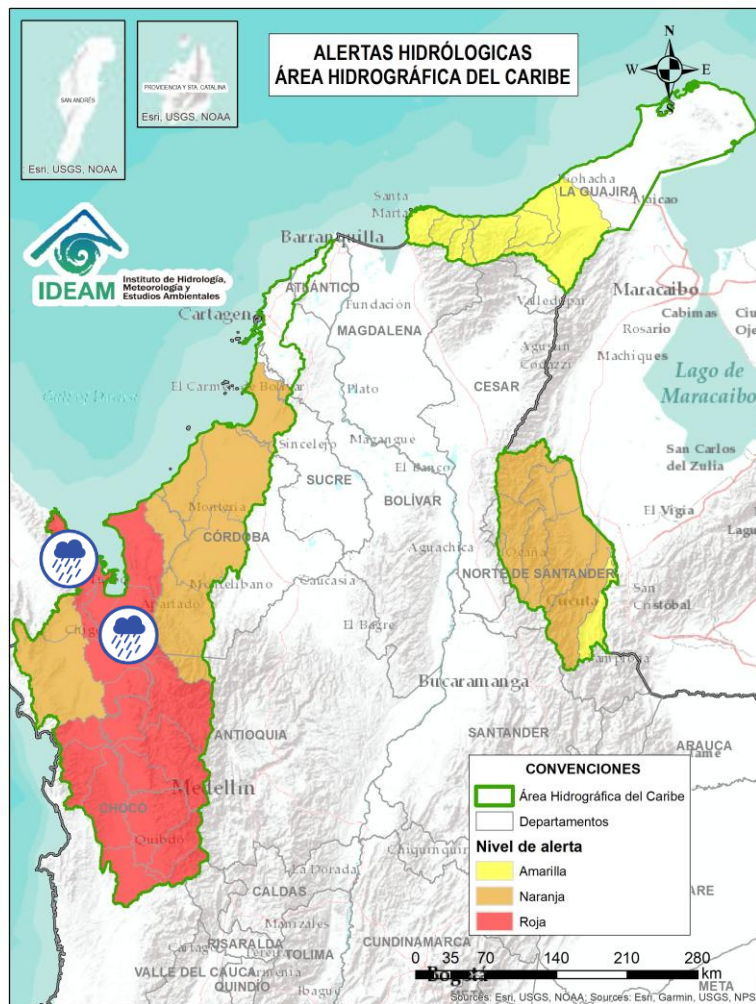 ALERTAS HIDRÓLOGICAS
ÁREA HIDROGRÁFICA DEL CARIBE
N
W
E
S
SAN ANDRÉS
Esri, USGS, NOAA
PROVIDENCIA Y STA. CATALINA
Esri, USGS, NOAA
IDEAM
Instituto de Hidrología,
Meteorología y
Estudios Ambientales
Santa
Marta
LA GUAJIRA
Maicao
Barranquilla
ATLÁNTICO
Fundación
Valledupar
Maracaibo
Cartagena
MAGDALENA
Cabimas
Rosario
Agustín
Codazzi
Machiques
Lago de
Maracaibo
CESAR
El Carmen de Bolívar
Plato
Sincelejo
Magangue
El Banco
San Carlos
del Zulia
SUCRE
BOLÍVAR
Montería
CÓRDOBA
El Vigía
Aguachica
Ocaña
Montelíbano
Caucasia
NORTE DE SANTANDER
Apartadó
Cúcuta
San
Cristóbal
El Bagre
Pamplona
Bucaramanga
ANTIOQUIA
SANTANDER
ARAUCA
Medellín
CHOCÓ
Quibdó
La Dorada
CALDAS
Manizales
RISARALDA
TOLIMA
CUNDINAMARCA
VALLE DEL CAUCA
Armenia
QUINDÍO
Ibagué
Bogotá
META
CONVENCIONES
Área Hidrográfica del Caribe
Departamentos
Nivel de alerta
Amarilla
Naranja
Roja
0 35 70 140 210 280
km
Sources: Esri, USGS, NOAA; Sources: Esri, Garmin, USGS, NPS